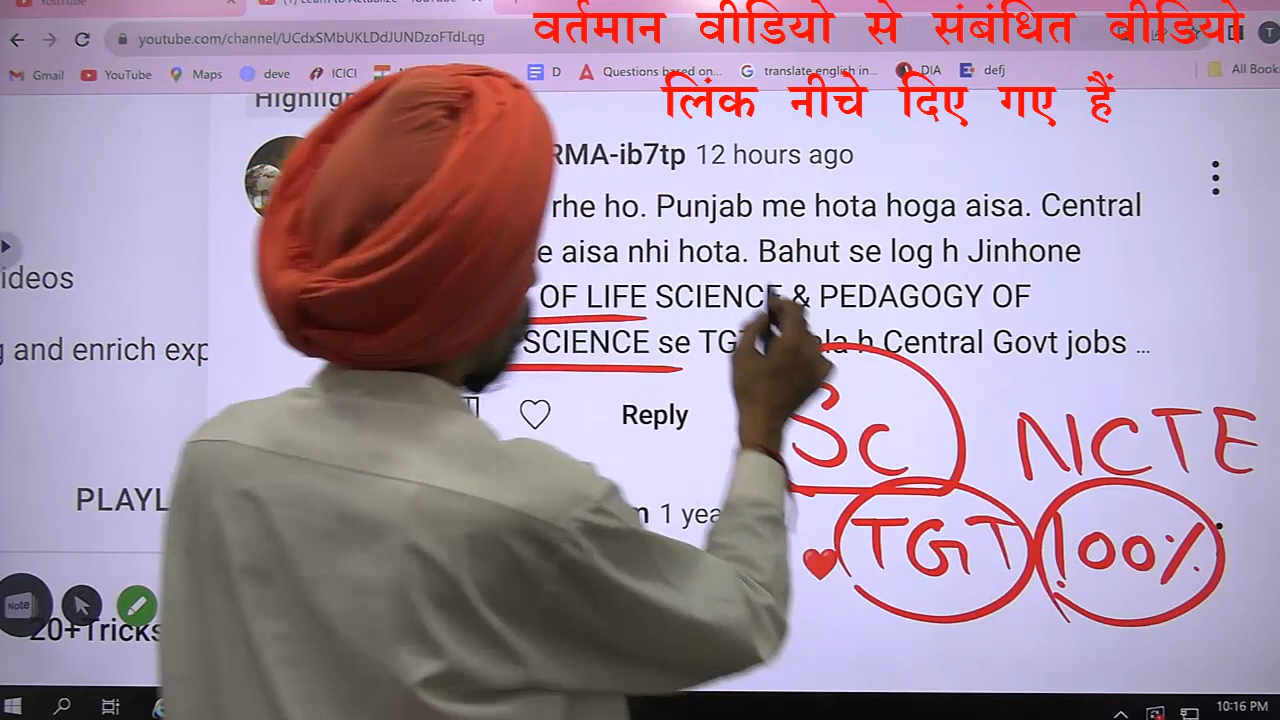 YouTube
youtube.com/channel/UCdxSMbUKLDdJUNDzoFTdLqg
वर्तमान वीडियो से संबंधित वीडियो
लिंक नीचे दिए गए हैं
Gmail YouTube Maps deve ICICI D Questions based on... translate english in... DIA defj All Book
RMA-ib7tp 12 hours ago
rhe ho. Punjab me hota hoga aisa. Central
e aisa nhi hota. Bahut se log h Jinhone
OF LIFE SCIENCE & PEDAGOGY OF
SCIENCE se h Central Govt jobs ...
ideos
and enrich exp
Reply
Sc NCTE
PLAYL
n 1 yea
TGT 100%
Note
20+Tricks
10:16 PM